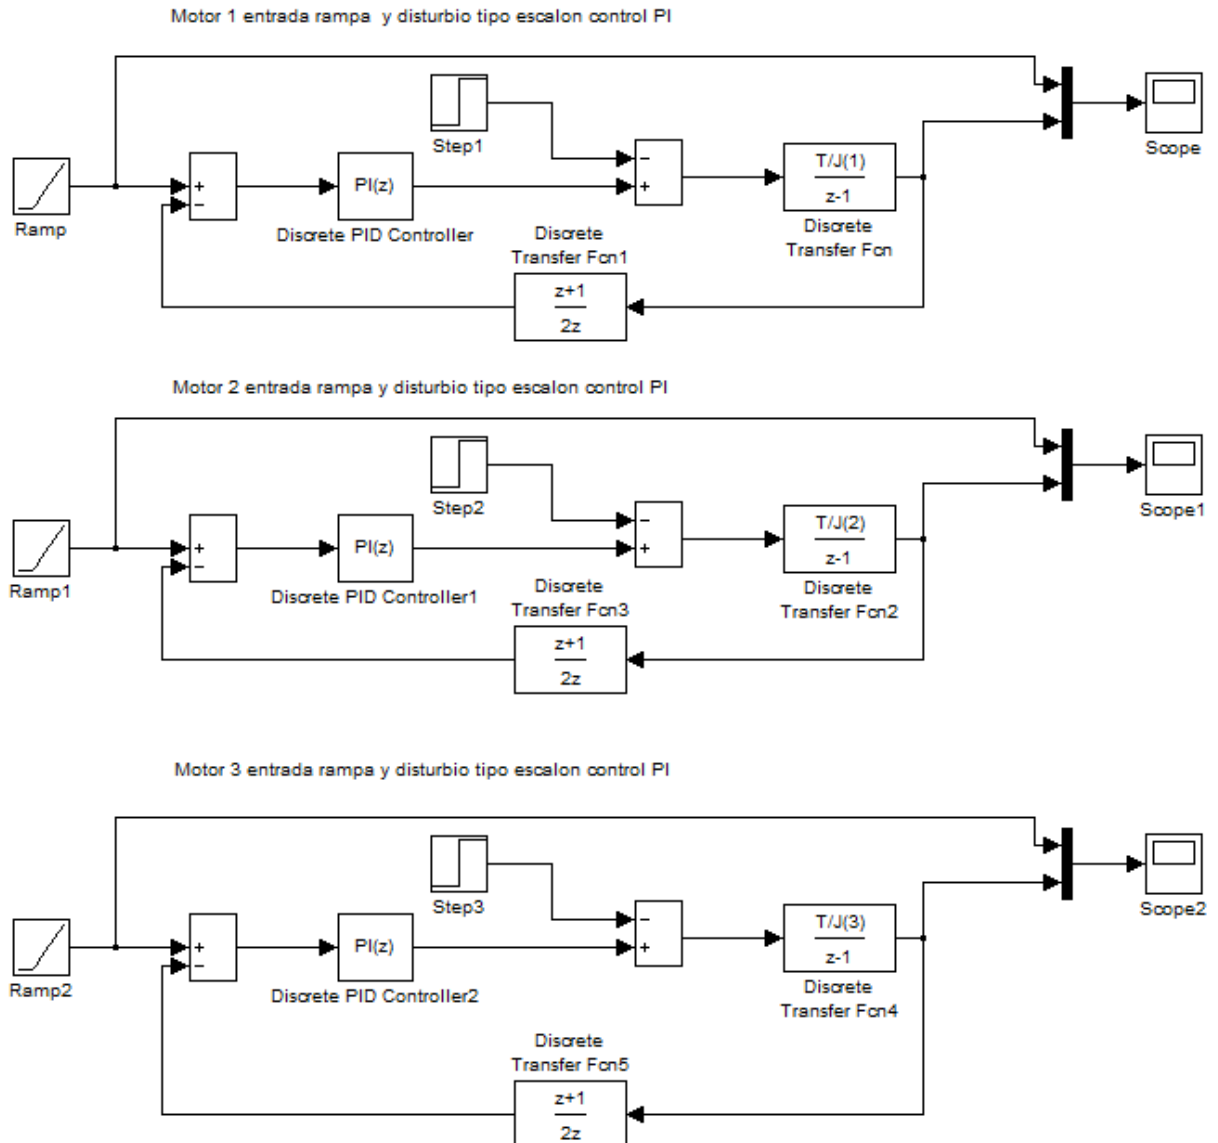 Motor 1 entrada rampa  y disturbio tipo escalon control PI
Step1
Scope
Ramp
+
−
PI(z)
Discrete PID Controller
−
+
T/J(1)
z-1
Discrete
Transfer Fcn
Discrete
Transfer Fcn1
z+1
2z
Motor 2 entrada rampa y disturbio tipo escalon control PI
Step2
Scope1
Ramp1
+
−
PI(z)
Discrete PID Controller1
−
+
T/J(2)
z-1
Discrete
Transfer Fcn2
Discrete
Transfer Fcn3
z+1
2z
Motor 3 entrada rampa y disturbio tipo escalon control PI
Step3
Scope2
Ramp2
+
−
PI(z)
Discrete PID Controller2
−
+
T/J(3)
z-1
Discrete
Transfer Fcn4
Discrete
Transfer Fcn5
z+1
2z